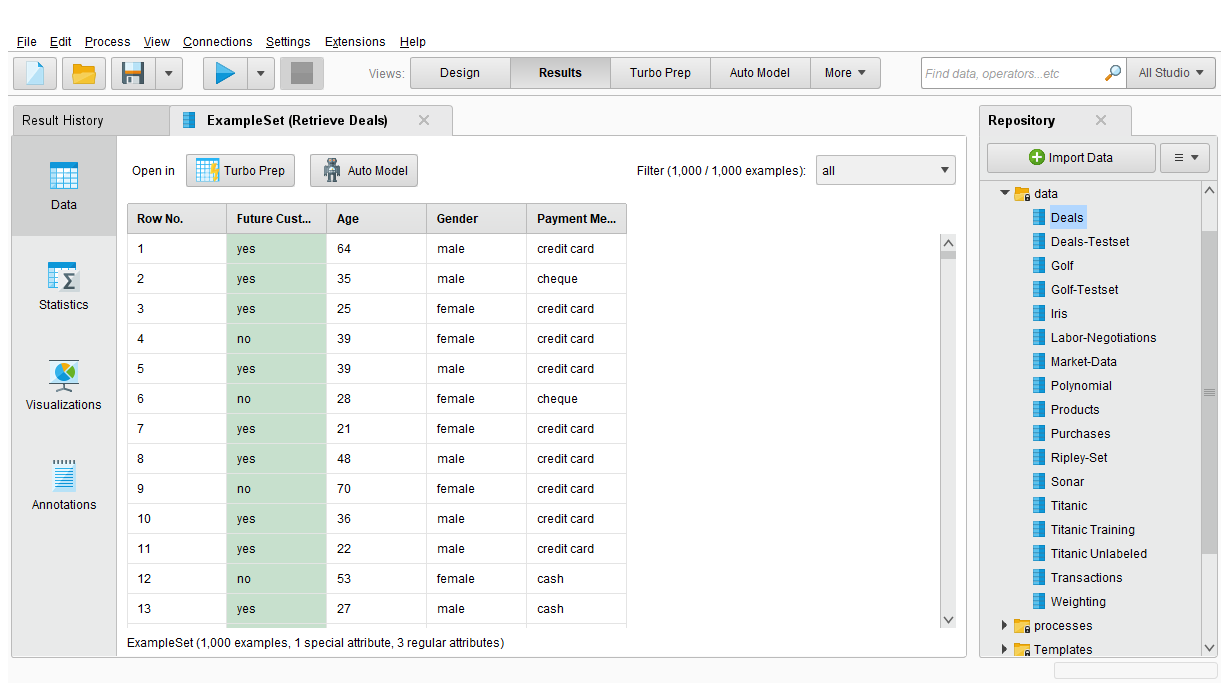 File Edit Process View Connections Settings Extensions Help
Views: Design Results Turbo Prep Auto Model More Find data, operators...etc All Studio
Result History ExampleSet (Retrieve Deals)
Data
Statistics
Visualizations
Annotations
Open in Turbo Prep Auto Model Filter (1,000 / 1,000 examples): all
Row No. Future Cust... Age Gender Payment Me...
1 yes 64 male credit card
2 yes 35 male cheque
3 yes 25 female credit card
4 no 39 female credit card
5 yes 39 male credit card
6 no 28 female cheque
7 yes 21 female credit card
8 yes 48 male credit card
9 no 70 female credit card
10 yes 36 male credit card
11 yes 22 male credit card
12 no 53 female cash
13 yes 27 male cash
ExampleSet (1,000 examples, 1 special attribute, 3 regular attributes)
Repository
Import Data
data
Deals
Deals-Testset
Golf
Golf-Testset
Iris
Labor-Negotiations
Market-Data
Polynomial
Products
Purchases
Ripley-Set
Sonar
Titanic
Titanic Training
Titanic Unlabeled
Transactions
Weighting
processes
Templates